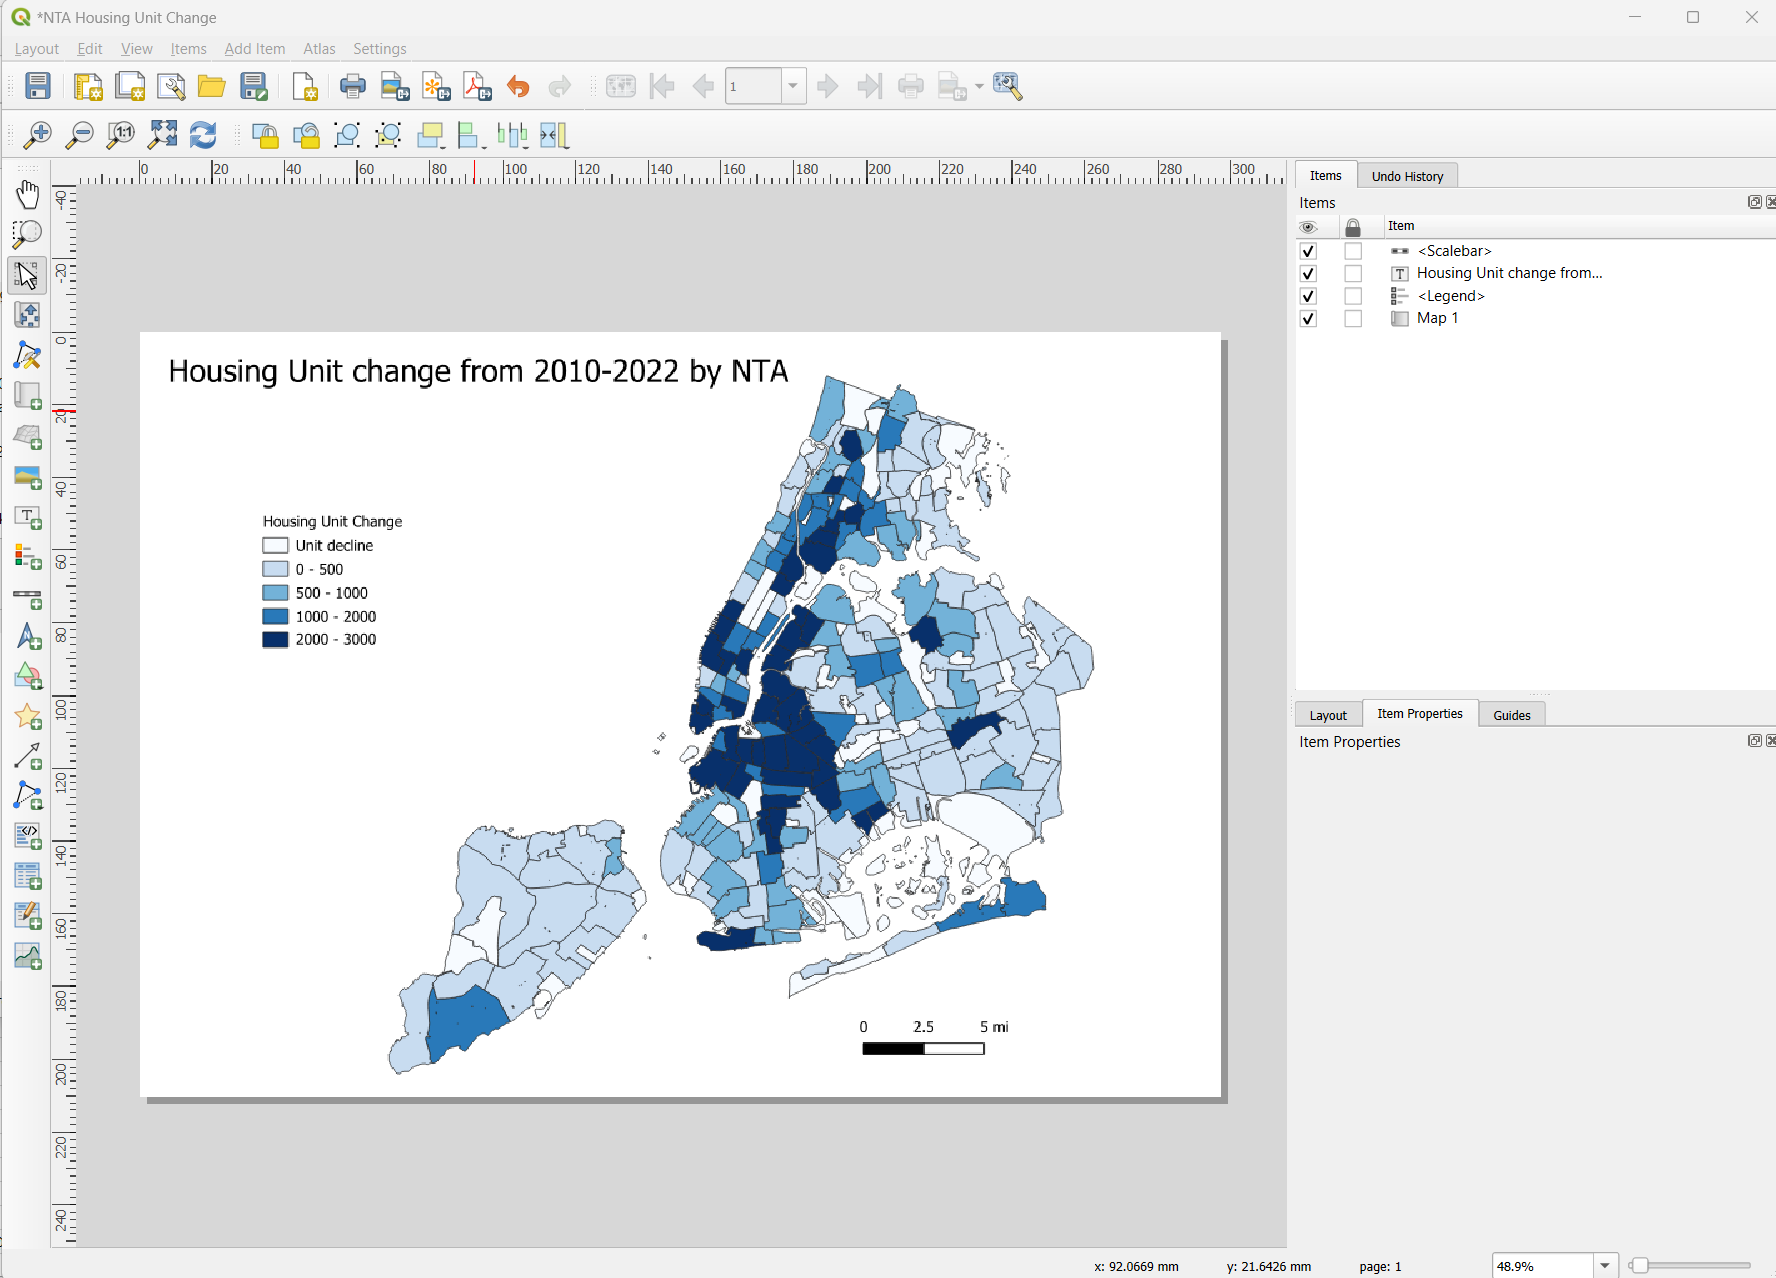 *NTA Housing Unit Change
Layout Edit View Items Add Item Atlas Settings
1
1:1
0 20 40 60 80 100 120 140 160 180 200 220 240 260 280 300
-40
-20
0
20
40
60
80
100
120
140
160
180
200
220
240
Housing Unit change from 2010-2022 by NTA
Housing Unit Change
Unit decline
0 - 500
500 - 1000
1000 - 2000
2000 - 3000
0 2.5 5 mi
Items Undo History
Items
Item
<Scalebar>
T Housing Unit change from...
<Legend>
Map 1
Layout Item Properties Guides
Item Properties
x: 92.0669 mm y: 21.6426 mm page: 1 48.9%